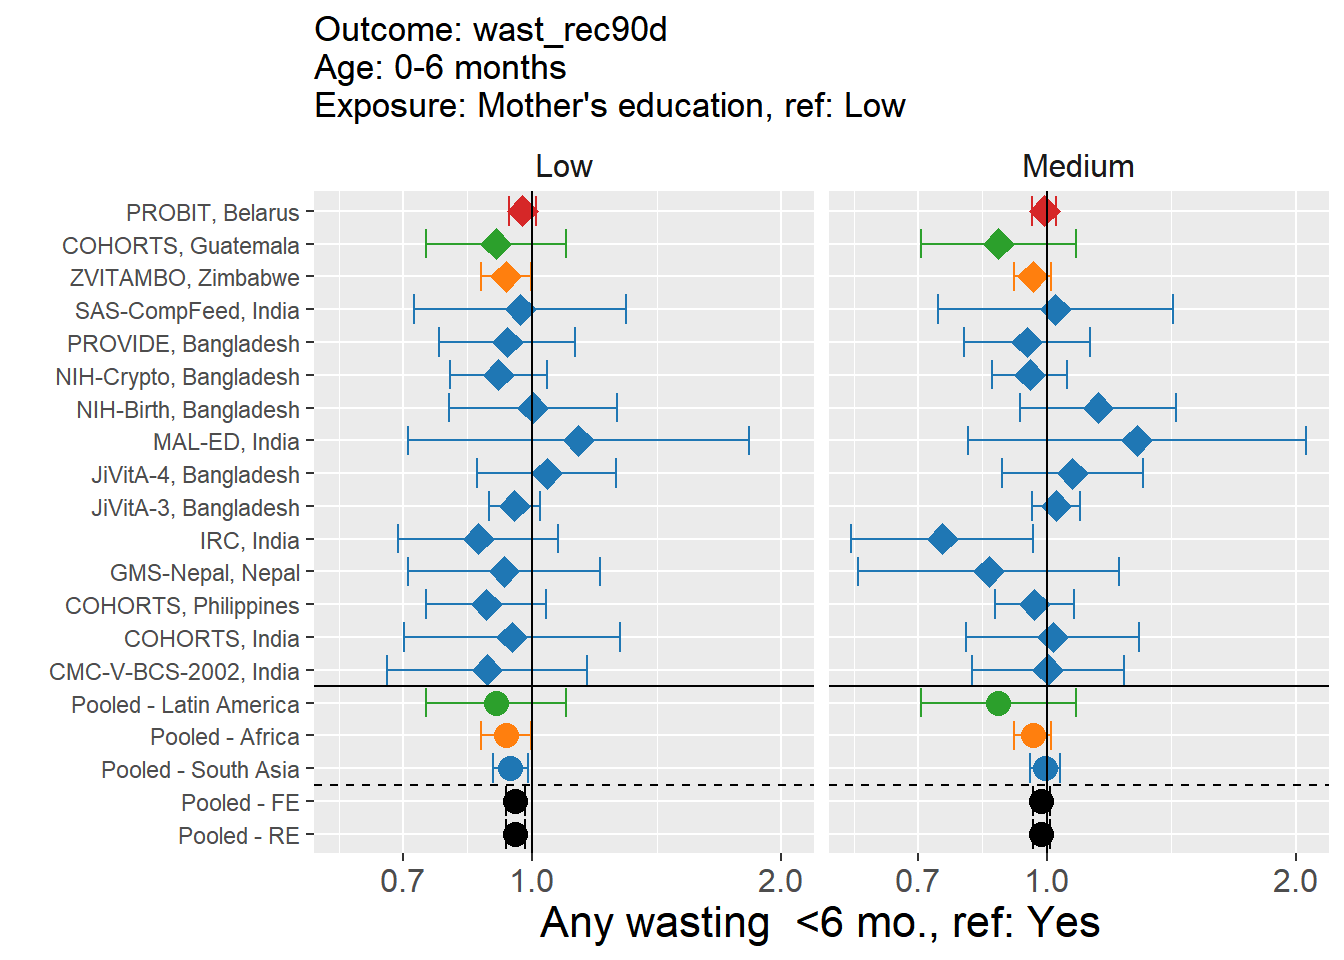 Outcome: wast_rec90d
Age: 0-6 months
Exposure: Mother's education, ref: Low
Low
Medium
PROBIT, Belarus
COHORTS, Guatemala
ZVITAMBO, Zimbabwe
SAS-CompFeed, India
PROVIDE, Bangladesh
NIH-Crypto, Bangladesh
NIH-Birth, Bangladesh
MAL-ED, India
JiVitA-4, Bangladesh
JiVitA-3, Bangladesh
IRC, India
GMS-Nepal, Nepal
COHORTS, Philippines
COHORTS, India
CMC-V-BCS-2002, India
Pooled - Latin America
Pooled - Africa
Pooled - South Asia
Pooled - FE
Pooled - RE
0.7 1.0 2.0
0.7 1.0 2.0
Any wasting  <6 mo., ref: Yes